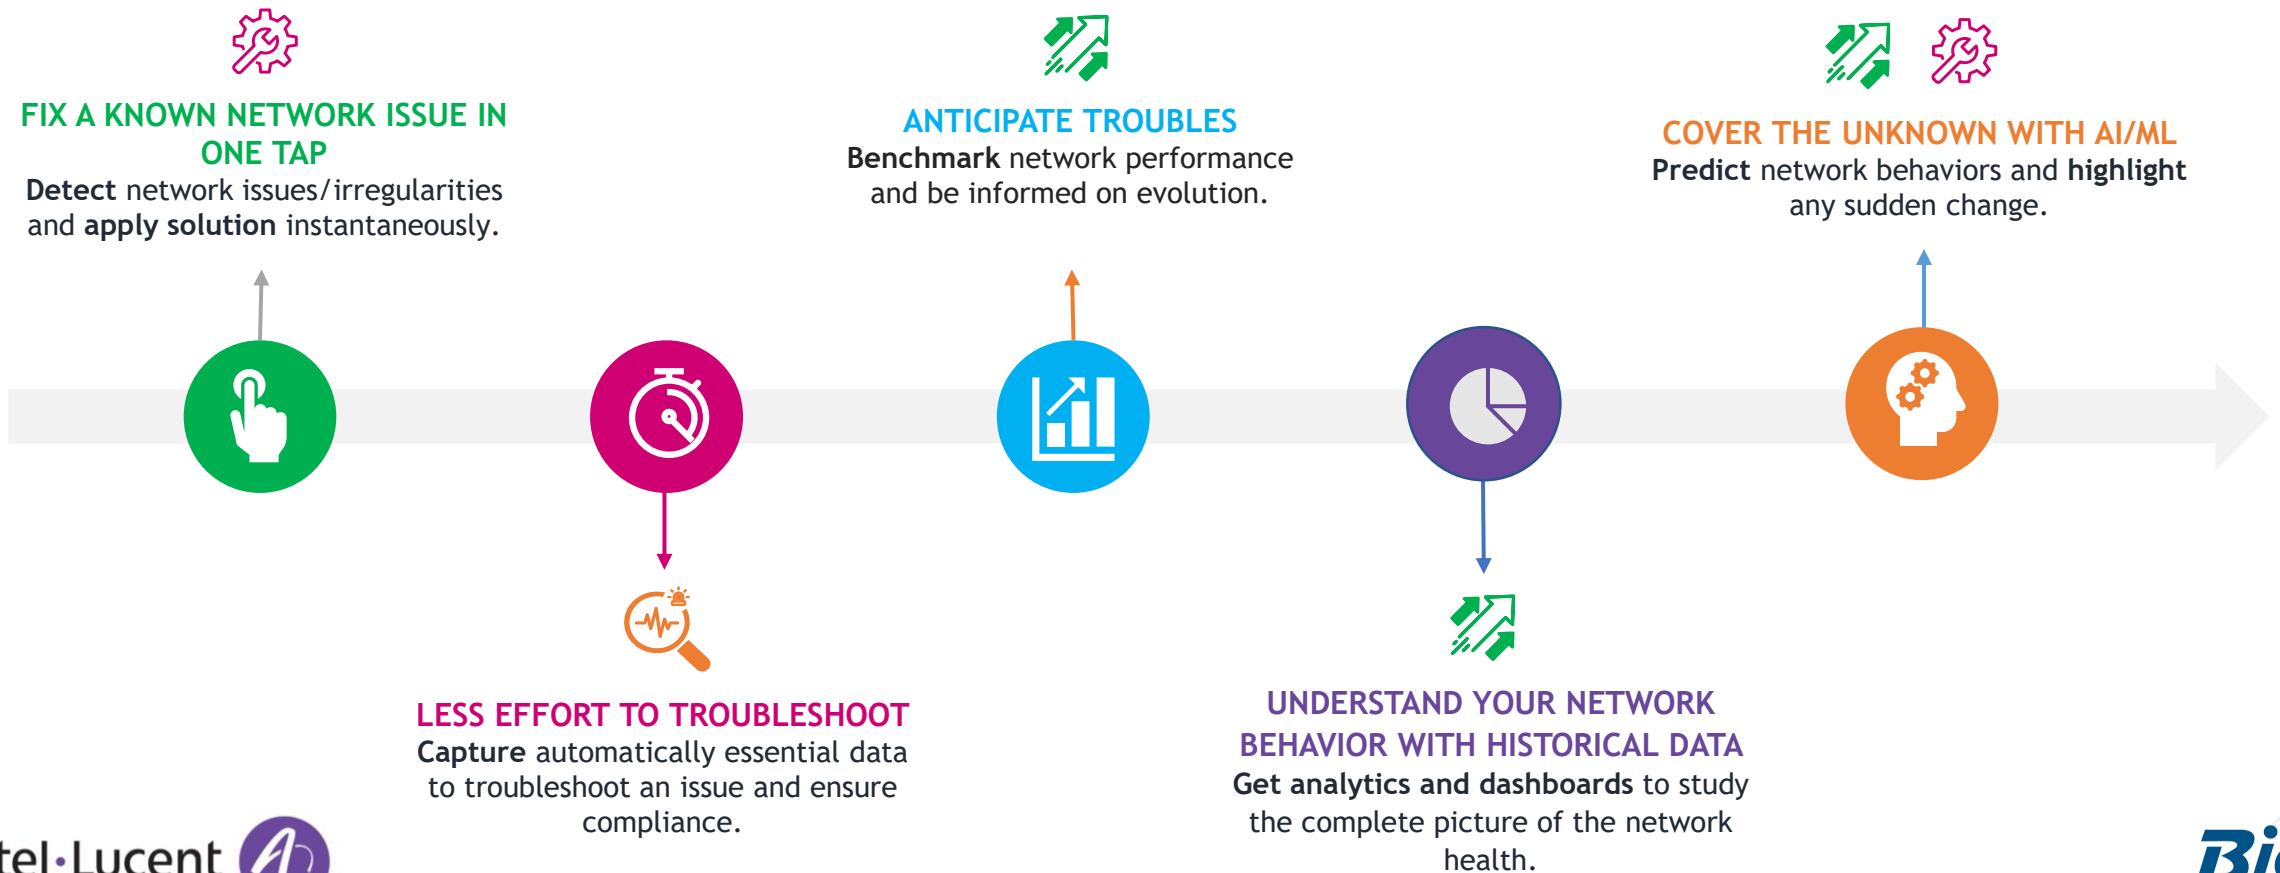 FIX A KNOWN NETWORK ISSUE IN
ONE TAP
Detect network issues/irregularities
and apply solution instantaneously.
ANTICIPATE TROUBLES
Benchmark network performance
and be informed on evolution.
COVER THE UNKNOWN WITH AI/ML
Predict network behaviors and highlight
any sudden change.
LESS EFFORT TO TROUBLESHOOT
Capture automatically essential data
to troubleshoot an issue and ensure
compliance.
UNDERSTAND YOUR NETWORK
BEHAVIOR WITH HISTORICAL DATA
Get analytics and dashboards to study
the complete picture of the network
health.
tel·Lucent